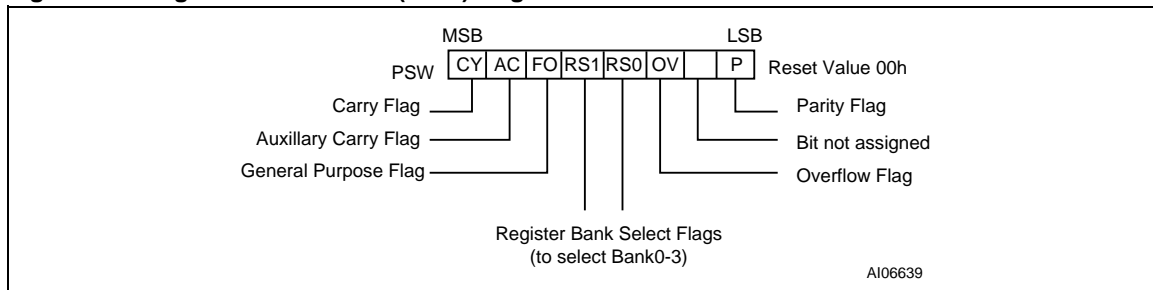 MSB LSB
PSW CY AC FO RS1 RS0 OV P Reset Value 00h
Carry Flag Parity Flag
Auxillary Carry Flag Bit not assigned
General Purpose Flag Overflow Flag
Register Bank Select Flags
(to select Bank0-3)
AI06639